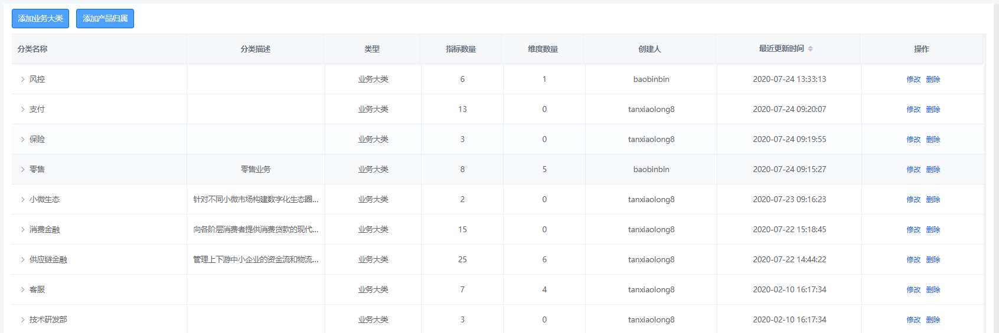 添加业务大类 添加产品归属
分类名称 分类描述 类型 指标数量 维度数量 创建人 最近更新时间 操作
风控 业务大类 6 1 baobinbin 2020-07-24 13:33:13 修改 删除
支付 业务大类 13 0 tanxiaolong8 2020-07-24 09:20:07 修改 删除
保险 业务大类 3 0 tanxiaolong8 2020-07-24 09:19:55 修改 删除
零售 零售业务 业务大类 8 5 baobinbin 2020-07-24 09:15:27 修改 删除
小微生态 针对不同小微市场构建数字化生态圈... 业务大类 2 0 tanxiaolong8 2020-07-23 09:16:23 修改 删除
消费金融 向各阶层消费者提供消费贷款的现代... 业务大类 15 0 tanxiaolong8 2020-07-22 15:18:45 修改 删除
供应链金融 管理上下游中小企业的资金流和物流... 业务大类 25 6 tanxiaolong8 2020-07-22 14:44:22 修改 删除
客服 业务大类 7 4 tanxiaolong8 2020-02-10 16:17:34 修改 删除
技术研发部 业务大类 3 0 tanxiaolong8 2020-02-10 16:17:34 修改 删除